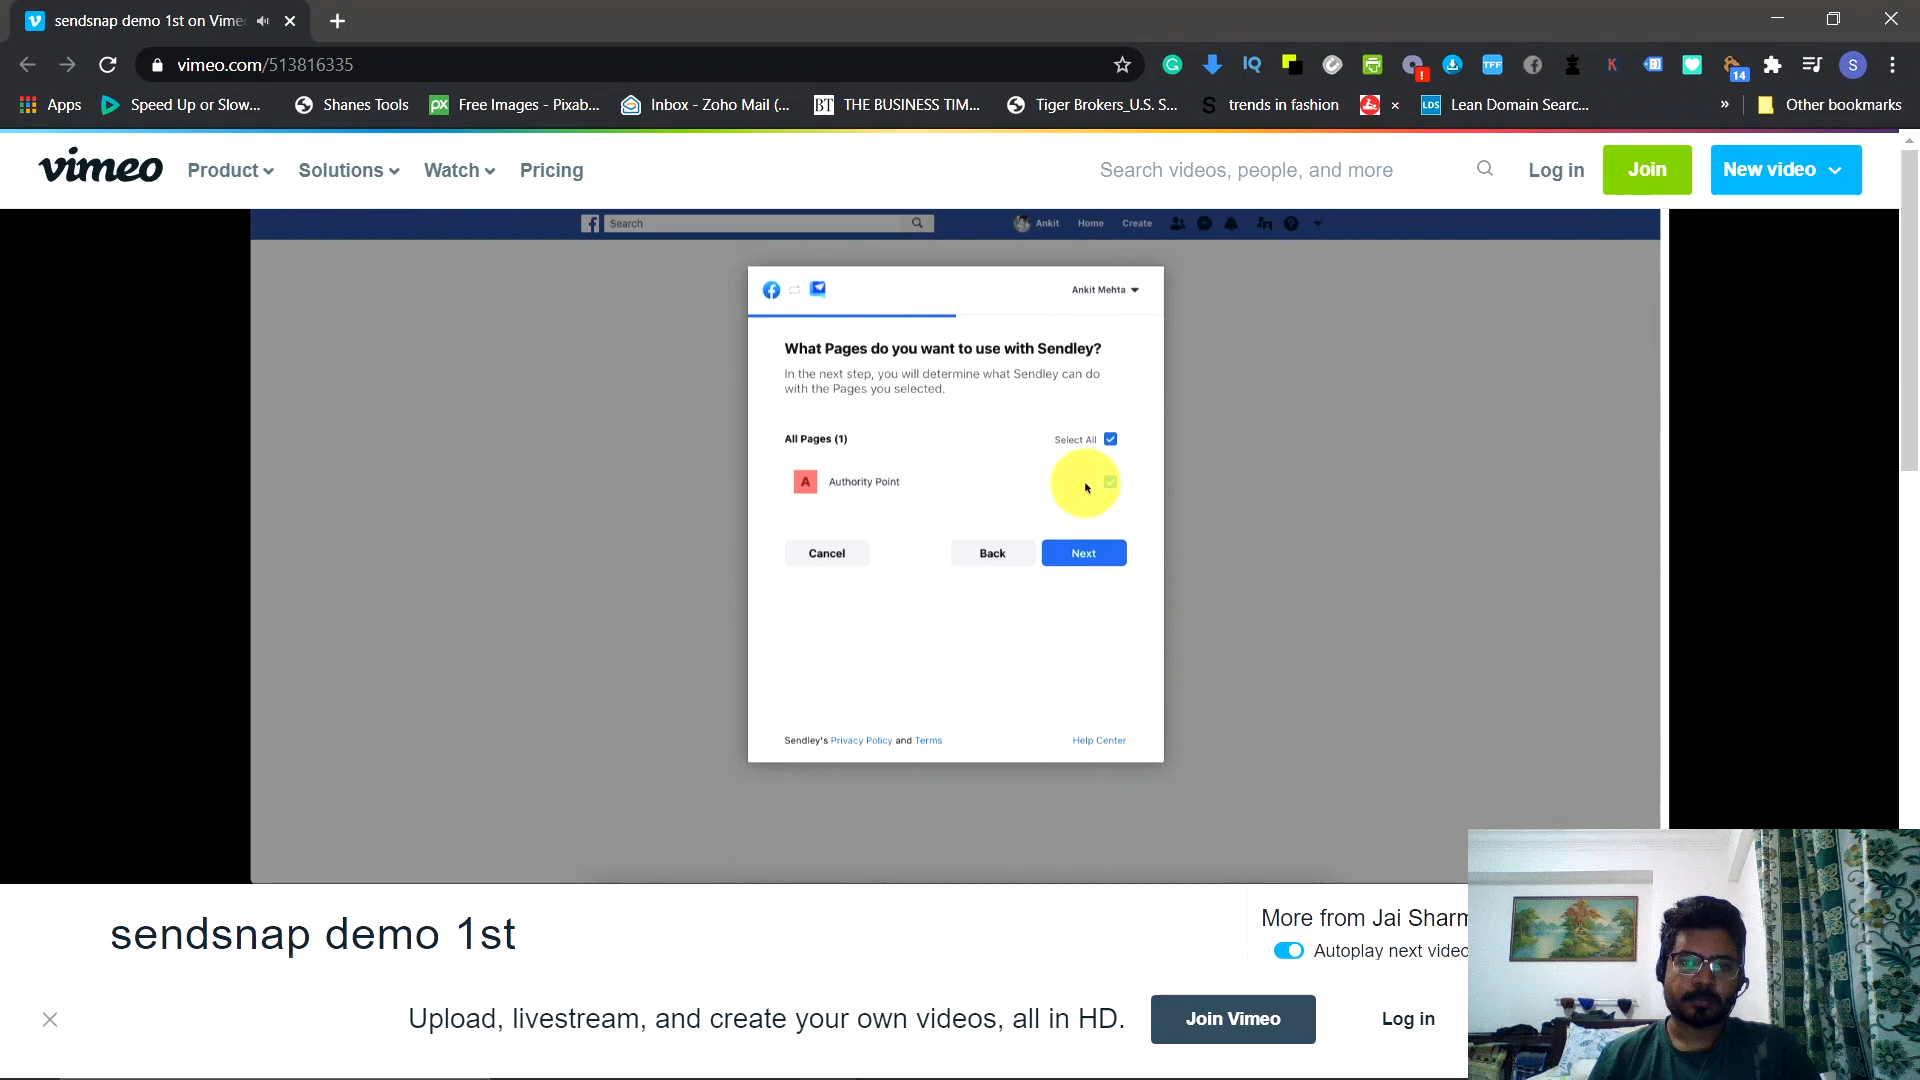 sendsnap demo 1st on Vime
vimeo.com/513816335
IQ
TFF
14
S
Apps
Speed Up or Slow...
Shanes Tools
Free Images - Pixab...
Inbox - Zoho Mail (...
BT THE BUSINESS TIM...
Tiger Brokers_U.S. S...
S trends in fashion
LDS Lean Domain Searc...
»
Other bookmarks
vimeo
Product
Solutions
Watch
Pricing
Search videos, people, and more
Log in
Join
New video
Search
Ankit
Home
Create
Ankit Mehta
What Pages do you want to use with Sendley?
In the next step, you will determine what Sendley can do
with the Pages you selected.
All Pages (1)
Select All
A Authority Point
Cancel
Back
Next
Sendley's Privacy Policy and Terms
Help Center
sendsnap demo 1st
More from Jai Sharm
Autoplay next video
Upload, livestream, and create your own videos, all in HD.
Join Vimeo
Log in